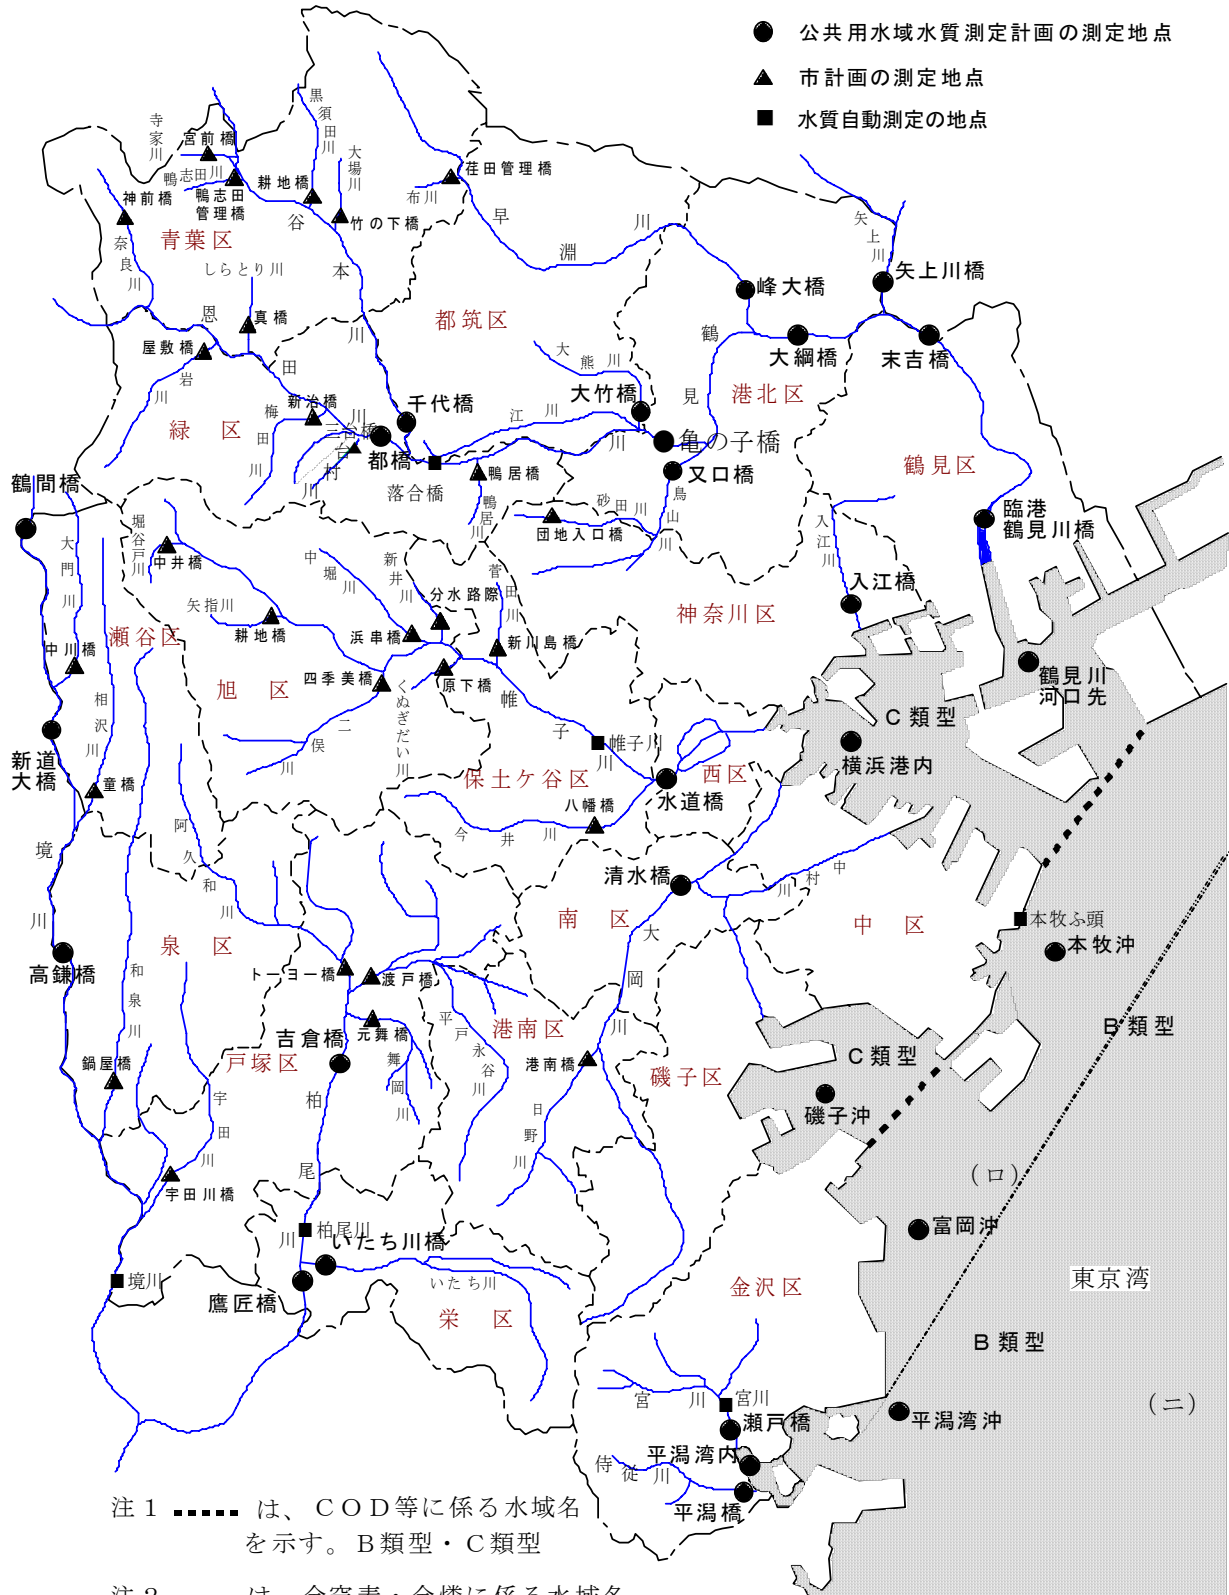 公共用水域水質測定計画の測定地点
市計画の測定地点
水質自動測定の地点
寺家川
宮前橋
鴨志田川
鴨志田
管理橋
神前橋
奈良川
青葉区
黒須田川
耕地橋
大場川
竹の下橋
谷本川
しらとり川
真橋
恩田川
屋敷橋
岩川
荏田管理橋
布川
早淵川
都筑区
矢上川
矢上川橋
峰大橋
大綱橋
末吉橋
鶴見川
港北区
大熊川
大竹橋
江川
亀の子橋
又口橋
鳥山川
砂田川
団地入口橋
緑区
梅田川
新治橋
三谷橋
台村川
都橋
千代橋
落合橋
鴨居橋
鴨居川
鶴見区
臨港
鶴見川橋
入江川
入江橋
神奈川区
鶴見川
河口先
鶴間橋
大門川
堀谷戸川
中井橋
矢指川
耕地橋
瀬谷区
中川橋
相沢川
新道
大橋
童橋
境川
旭区
中堀川
新井川
分水路際
浜串橋
四季美橋
原下橋
くぬぎだい川
二俣川
菅田川
新川島橋
帷子川
帷子川
保土ケ谷区
西区
水道橋
八幡橋
今井川
C類型
横浜港内
阿久和川
泉区
高鎌橋
和泉川
鍋屋橋
宇田川
宇田川橋
トーヨー橋
渡戸橋
元舞橋
舞岡川
吉倉橋
戸塚区
柏尾川
柏尾川
平戸永谷川
港南区
港南橋
日野川
南区
清水橋
大岡川
中村川
中区
本牧ふ頭
本牧沖
B類型
C類型
磯子区
磯子沖
(ロ)
富岡沖
東京湾
B類型
(ニ)
境川
いたち川橋
いたち川
鷹匠橋
栄区
金沢区
宮川
宮川
瀬戸橋
平潟湾内
平潟湾沖
侍従川
平潟橋
注1 は、COD等に係る水域名
を示す。B類型・C類型
注2 は、全窒素・全燐に係る水域名